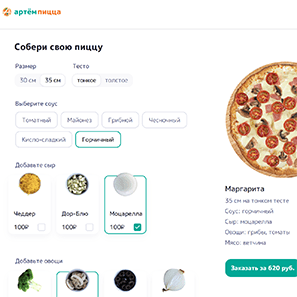 артёмпицца
Собери свою пиццу
Размер
Тесто
30 см 35 см
тонкое толстое
Выберите соус
Томатный Майонез Грибной Чесночный
Кисло-сладкий Горчичный
Добавьте сыр
Чеддер Дор-Блю Моцарелла
100₽ 100₽ 100₽
Добавьте овощи
Маргарита
35 см на тонком тесте
Соус: горчичный
Сыр: моцарелла
Овощи: грибы, томаты
Мясо: ветчина
Заказать за 620 руб.